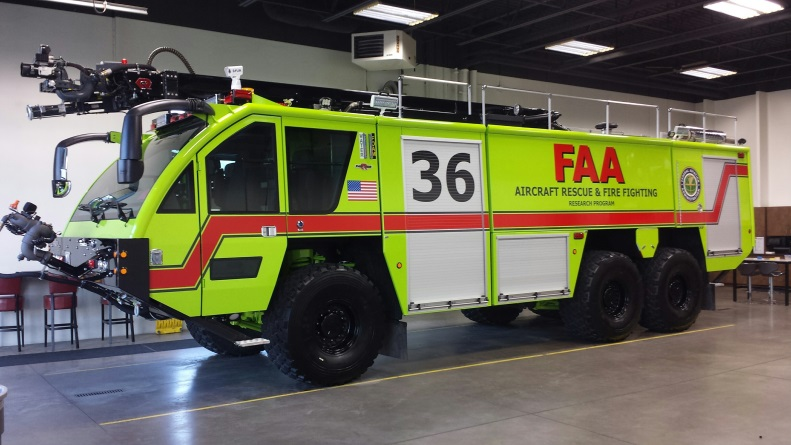 36
FAA
AIRCRAFT RESCUE & FIRE FIGHTING
RESEARCH PROGRAM